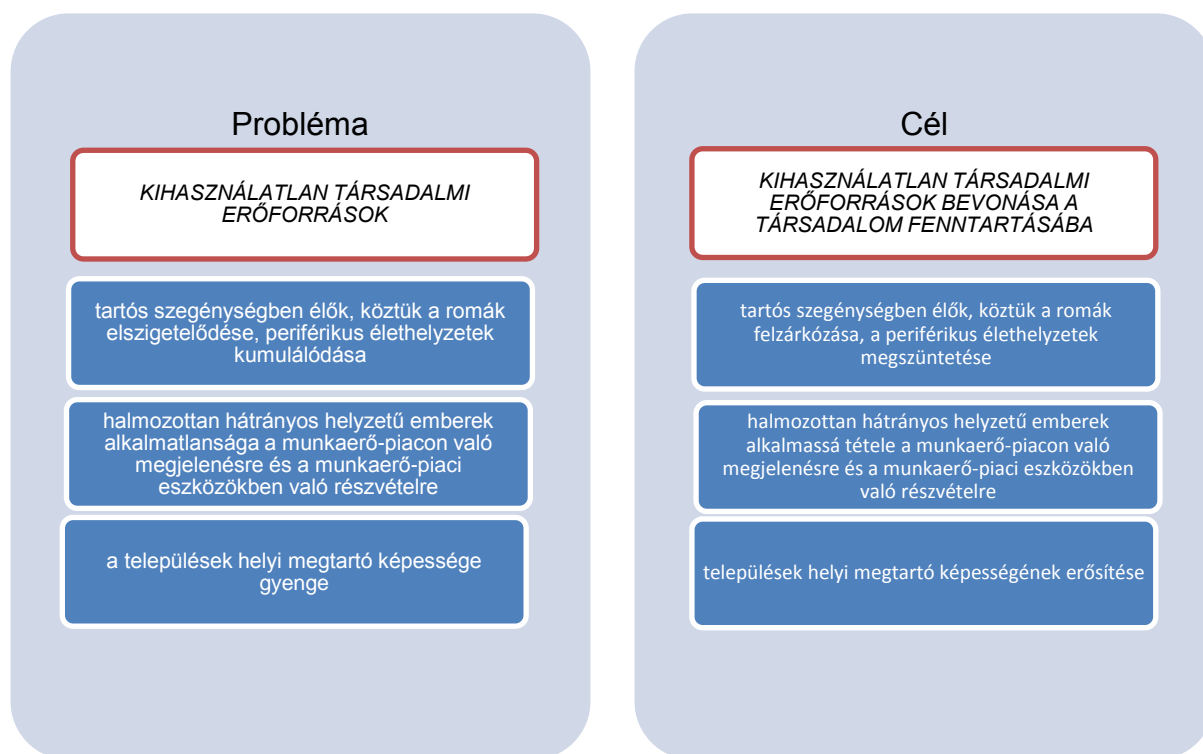 Probléma
KIHASZNÁLATLAN TÁRSADALMI
ERŐFORRÁSOK
tartós szegénységben élők, köztük a romák
elszigetelődése, periférikus élethelyzetek
kumulálódása
halmozottan hátrányos helyzetű emberek
alkalmatlansága a munkaerő-piacon való
megjelenésre és a munkaerő-piaci
eszközökben való részvételre
a települések helyi megtartó képessége
gyenge
Cél
KIHASZNÁLATLAN TÁRSADALMI
ERŐFORRÁSOK BEVONÁSA A
TÁRSADALOM FENNTARTÁSÁBA
tartós szegénységben élők, köztük a romák
felzárkózása, a periférikus élethelyzetek
megszüntetése
halmozottan hátrányos helyzetű emberek
alkalmassá tétele a munkaerő-piacon való
megjelenésre és a munkaerő-piaci eszközökben
való részvételre
települések helyi megtartó képességének erősítése